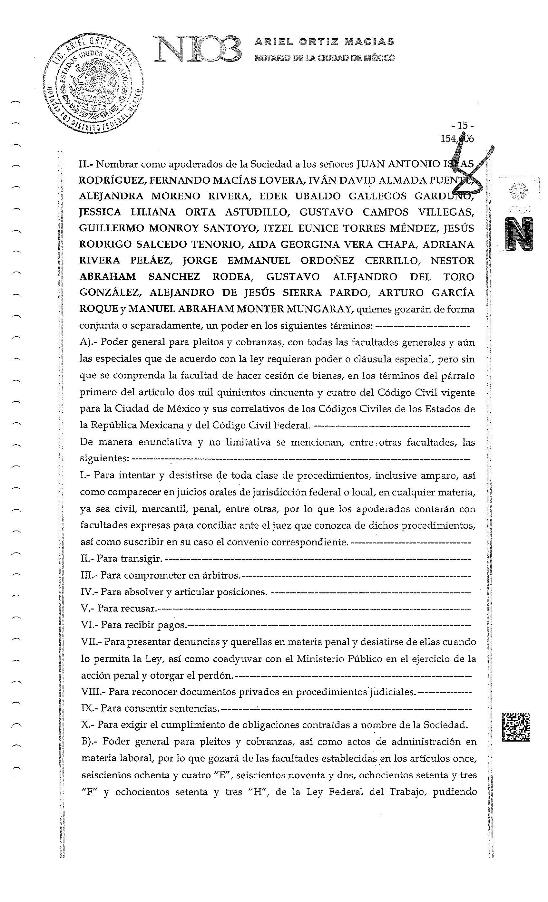 LIC. ARIEL ORTIZ MACIAS
ESTADOS UNIDOS MEXICANOS
NOTARIO 103 DISTRITO FEDERAL MEXICO
N103
ARIEL ORTIZ MACIAS
NOTARIO DE LA CIUDAD DE MÉXICO
- 15 -
II.- Nombrar como apoderados de la Sociedad a los señores JUAN ANTONIO
RODRÍGUEZ, FERNANDO MACÍAS LOVERA, IVÁN DAVID ALMADA PUENTE,
ALEJANDRA MORENO RIVERA, EDER UBALDO GALLEGOS GARDUÑO,
JESSICA LILIANA ORTA ASTUDILLO, GUSTAVO CAMPOS VILLEGAS,
GUILLERMO MONROY SANTOYO, ITZEL EUNICE TORRES MÉNDEZ, JESÚS
RODRIGO SALCEDO TENORIO, AIDA GEORGINA VERA CHAPA, ADRIANA
RIVERA PELÁEZ, JORGE EMMANUEL ORDOÑEZ CERRILLO, NESTOR
ABRAHAM SANCHEZ RODEA, GUSTAVO ALEJANDRO DEL TORO
GONZÁLEZ, ALEJANDRO DE JESÚS SIERRA PARDO, ARTURO GARCÍA
ROQUE y MANUEL ABRAHAM MONTER MUNGARAY, quienes gozarán de forma
conjunta o separadamente, un poder en los siguientes términos: ------------------------
A).- Poder general para pleitos y cobranzas, con todas las facultades generales y aún
las especiales que de acuerdo con la ley requieran poder o cláusula especial, pero sin
que se comprenda la facultad de hacer cesión de bienes, en los términos del párrafo
primero del artículo dos mil quinientos cincuenta y cuatro del Código Civil vigente
para la Ciudad de México y sus correlativos de los Códigos Civiles de los Estados de
la República Mexicana y del Código Civil Federal. ----------------------------------------
De manera enunciativa y no limitativa se mencionan, entre otras facultades, las
siguientes: ------------------------------------------------------------------------------------
I.- Para intentar y desistirse de toda clase de procedimientos, inclusive amparo, así
como comparecer en juicios orales de jurisdicción federal o local, en cualquier materia,
ya sea civil, mercantil, penal, entre otras, por lo que los apoderados contarán con
facultades expresas para conciliar ante el juez que conozca de dichos procedimientos,
así como suscribir en su caso el convenio correspondiente. -------------------------------
II.- Para transigir. ------------------------------------------------------------------------------
III.- Para comprometer en árbitros.-----------------------------------------------------------
IV.- Para absolver y articular posiciones. ----------------------------------------------------
V.- Para recusar.--------------------------------------------------------------------------------
VI.- Para recibir pagos.-------------------------------------------------------------------------
VII.- Para presentar denuncias y querellas en materia penal y desistirse de ellas cuando
lo permita la Ley, así como coadyuvar con el Ministerio Público en el ejercicio de la
acción penal y otorgar el perdón.-------------------------------------------------------------
VIII.- Para reconocer documentos privados en procedimientos judiciales. --------------
IX.- Para consentir sentencias. ----------------------------------------------------------------
X.- Para exigir el cumplimiento de obligaciones contraídas a nombre de la Sociedad.
B).- Poder general para pleitos y cobranzas, así como actos de administración en
materia laboral, por lo que gozará de las facultades establecidas en los artículos once,
seiscientos ochenta y cuatro "E", seiscientos noventa y dos, ochocientos setenta y tres
"F" y ochocientos setenta y tres "H", de la Ley Federal del Trabajo, pudiendo
N